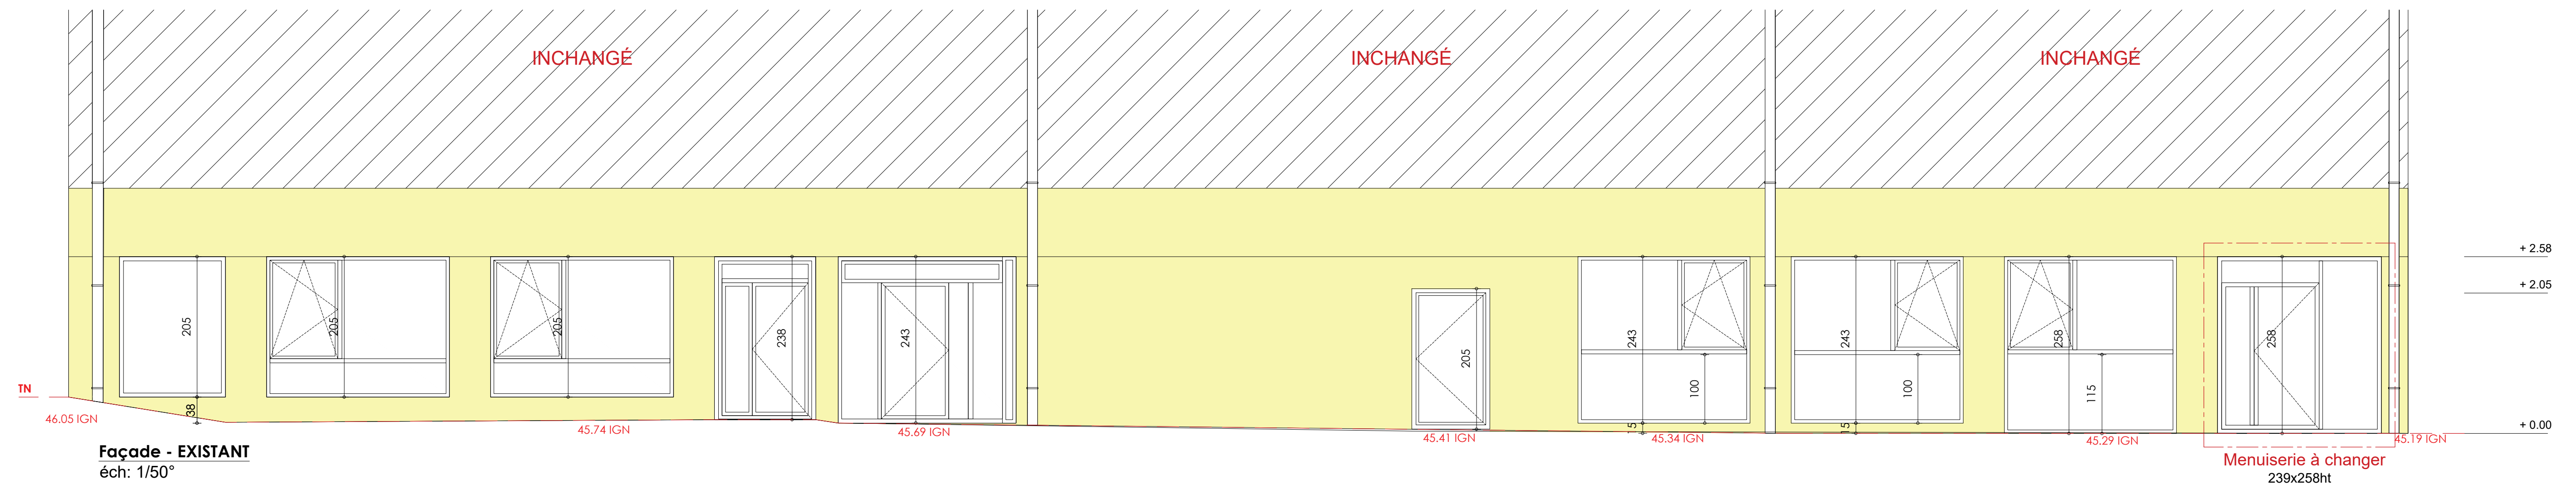 INCHANGÉ
INCHANGÉ
INCHANGÉ
+ 2.58
+ 2.05
205
205
205
238
243
205
243
100
243
100
258
115
258
TN
38
15
15
+ 0.00
46.05 IGN
45.74 IGN
45.69 IGN
45.41 IGN
45.34 IGN
45.29 IGN
45.19 IGN
Façade - EXISTANT
éch: 1/50°
Menuiserie à changer
239x258ht